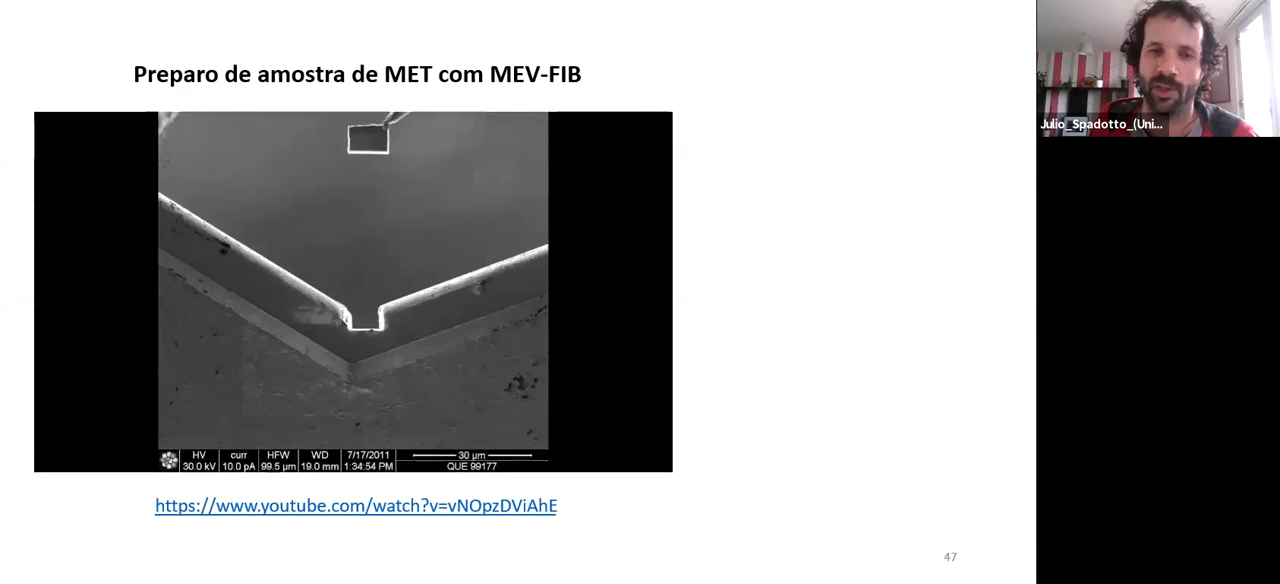 Preparo de amostra de MET com MEV-FIB
Julio_Spadotto_(Uni...
HV curr HFW WD 7/17/2011 30 µm
30.0 kV 10.0 pA 99.5 µm 19.0 mm 1:34:54 PM QUE 99177
https://www.youtube.com/watch?v=vNOpzDViAhE
47